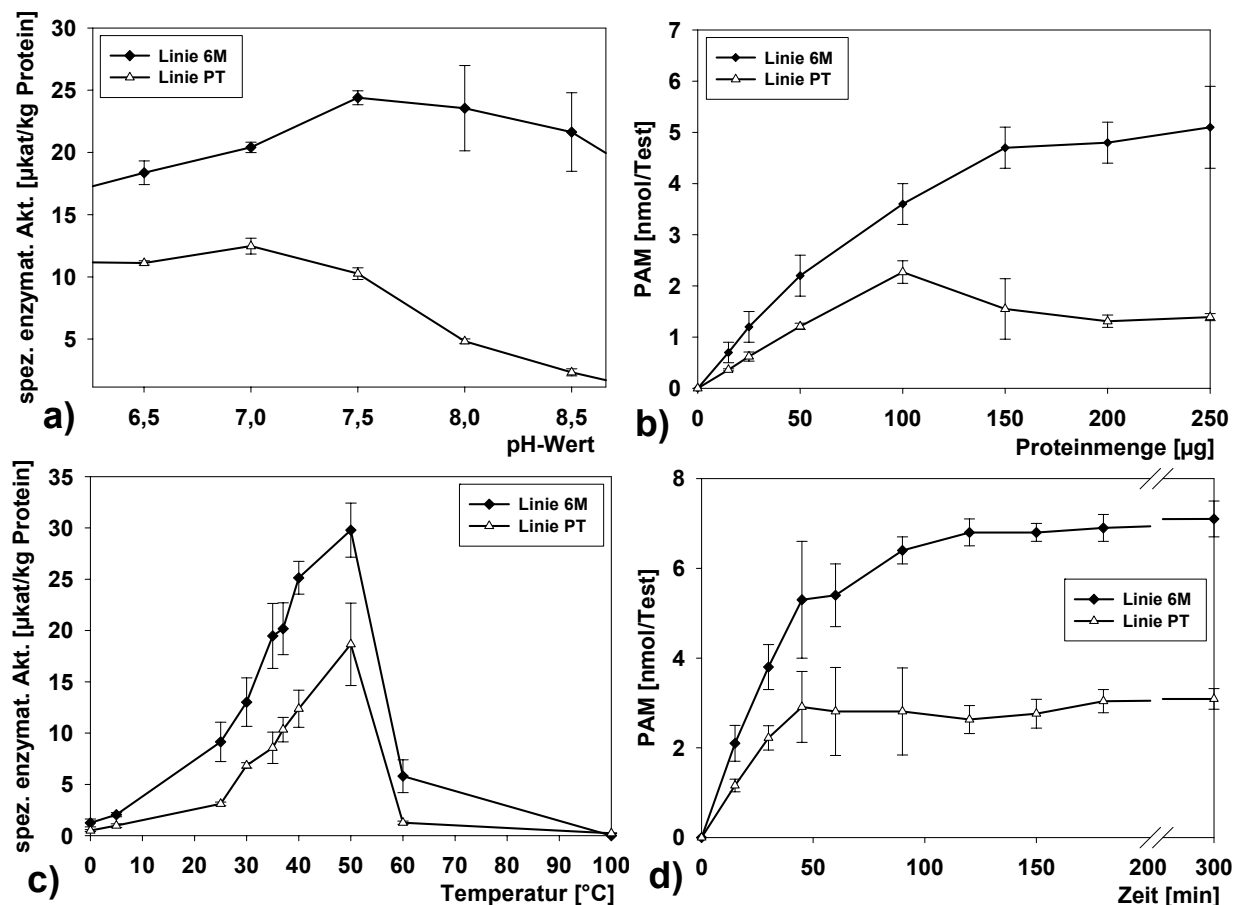 spez. enzymat. Akt. [µkat/kg Protein]
30
25
20
15
10
5
Linie 6M
Linie PT
6,5 7,0 7,5 8,0 8,5
pH-Wert
a)
PAM [nmol/Test]
7
6
5
4
3
2
1
0
Linie 6M
Linie PT
0 50 100 150 200 250
Proteinmenge [µg]
b)
spez. enzymat. Akt. [µkat/kg Protein]
35
30
25
20
15
10
5
0
Linie 6M
Linie PT
0 10 20 30 40 50 60 70 80 90 100
Temperatur [°C]
c)
PAM [nmol/Test]
8
6
4
2
0
Linie 6M
Linie PT
0 50 100 150 200 300
Zeit [min]
d)